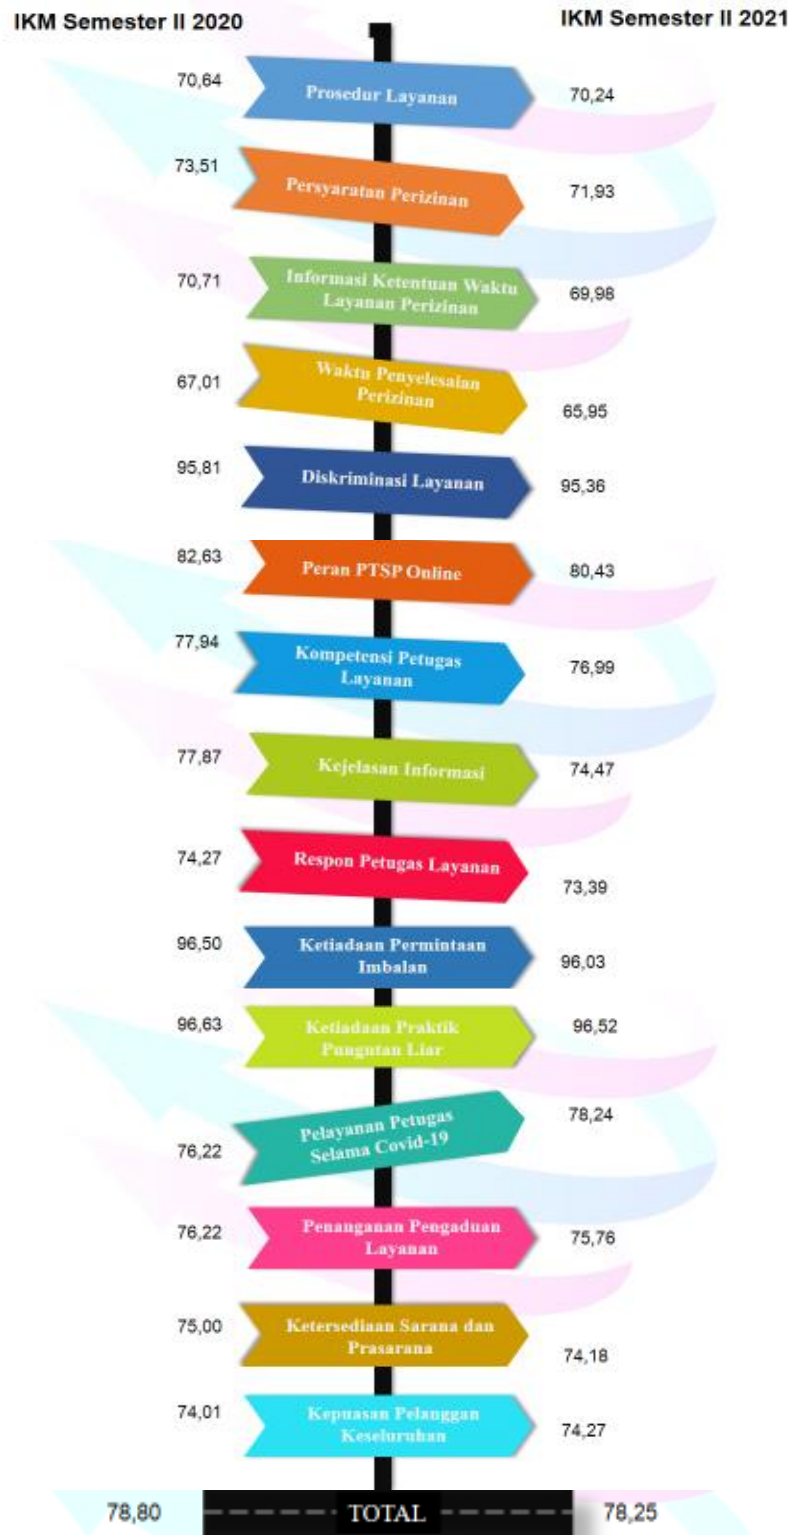 IKM Semester II 2020
IKM Semester II 2021
70,64
Prosedur Layanan
70,24
73,51
Persyaratan Perizinan
71,93
70,71
Informasi Ketentuan Waktu
Layanan Perizinan
69,98
67,01
Waktu Penyelesaian
Perizinan
65,95
95,81
Diskriminasi Layanan
95,36
82,63
Peran PTSP Online
80,43
77,94
Kompetensi Petugas
Layanan
76,99
77,87
Kejelasan Informasi
74,47
74,27
Respon Petugas Layanan
73,39
96,50
Ketiadaan Permintaan
Imbalan
96,03
96,63
Ketiadaan Praktik
Pungutan Liar
96,52
76,22
Pelayanan Petugas
Selama Covid-19
78,24
76,22
Penanganan Pengaduan
Layanan
75,76
75,00
Ketersediaan Sarana dan
Prasarana
74,18
74,01
Kepuasan Pelanggan
Keseluruhan
74,27
78,80
TOTAL
78,25